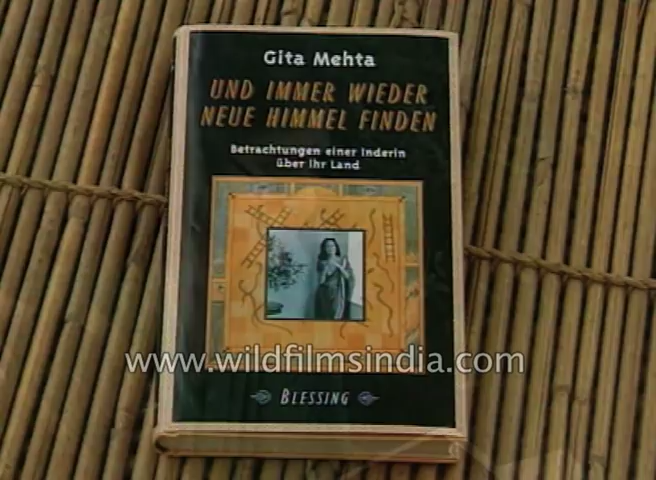 Gita Mehta
UND IMMER WIEDER
NEUE HIMMEL FINDEN
Betrachtungen einer Inderin
über ihr Land
www.wildfilmsindia.com
BLESSING